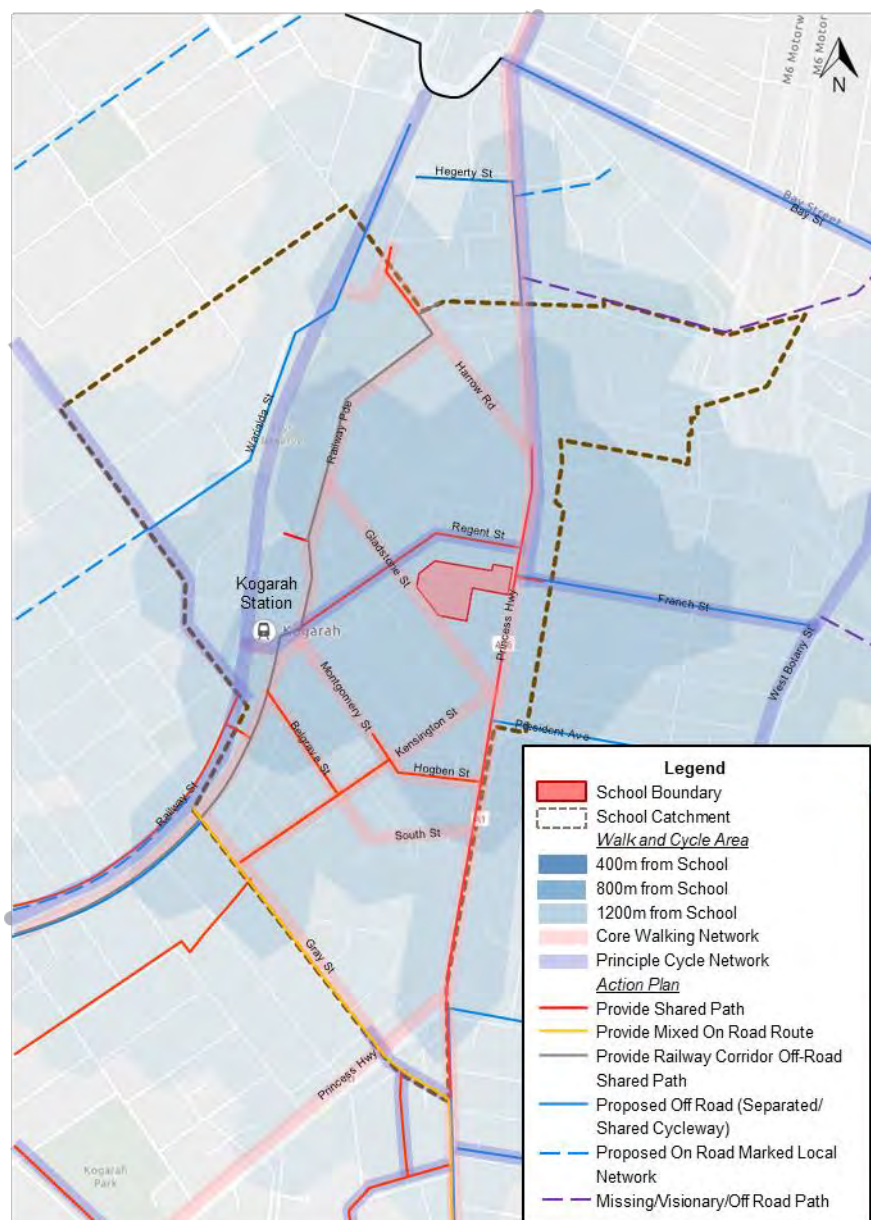 M6 Motorw
M6 Motor
N
Hegerty St
Bay Street
Bay St
Harrow Rd
Warialda St
Railway Pde
Regent St
Gladstone St
Kogarah
Station
Kogarah
Franch St
Princess Hwy
West Botany St
Montgomery St
Kensington St
President Ave
Belgrave St
Hogben St
Railway St
A1
South St
Gray St
Princess Hwy
Kogarah
Park
Legend
School Boundary
School Catchment
Walk and Cycle Area
400m from School
800m from School
1200m from School
Core Walking Network
Principle Cycle Network
Action Plan
Provide Shared Path
Provide Mixed On Road Route
Provide Railway Corridor Off-Road
Shared Path
Proposed Off Road (Separated/
Shared Cycleway)
Proposed On Road Marked Local
Network
Missing/Visionary/Off Road Path